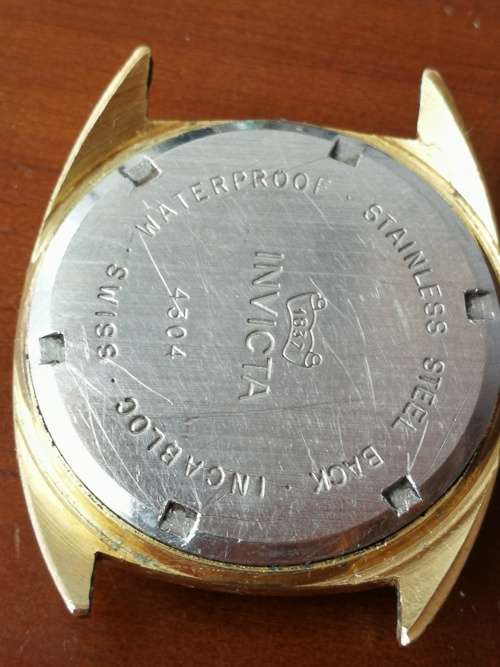 WATERPROOF · STAINLESS STEEL BACK · INCABLOC · SWISS ·
1837
INVICTA
4304